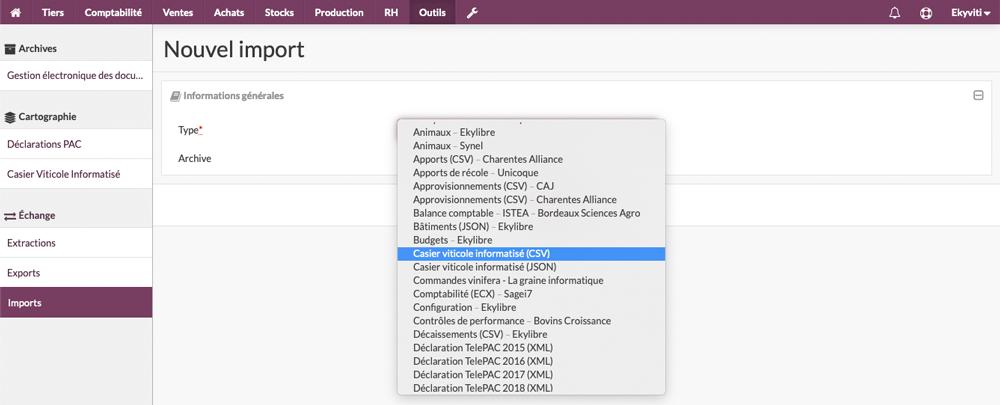 Tiers Comptabilité Ventes Achats Stocks Production RH Outils Ekyviti
Archives
Gestion électronique des docu...
Cartographie
Déclarations PAC
Casier Viticole Informatisé
Échange
Extractions
Exports
Imports
Nouvel import
Informations générales
Type*
Archive
Animaux – Ekylibre
Animaux – Synel
Apports (CSV) – Charentes Alliance
Apports de récole – Unicoque
Approvisionnements (CSV) – CAJ
Approvisionnements (CSV) – Charentes Alliance
Balance comptable – ISTEA – Bordeaux Sciences Agro
Bâtiments (JSON) – Ekylibre
Budgets – Ekylibre
Casier viticole informatisé (CSV)
Casier viticole informatisé (JSON)
Commandes vinifera - La graine informatique
Comptabilité (ECX) – Sagei7
Configuration – Ekylibre
Contrôles de performance – Bovins Croissance
Décaissements (CSV) – Ekylibre
Déclaration TelePAC 2015 (XML)
Déclaration TelePAC 2016 (XML)
Déclaration TelePAC 2017 (XML)
Déclaration TelePAC 2018 (XML)